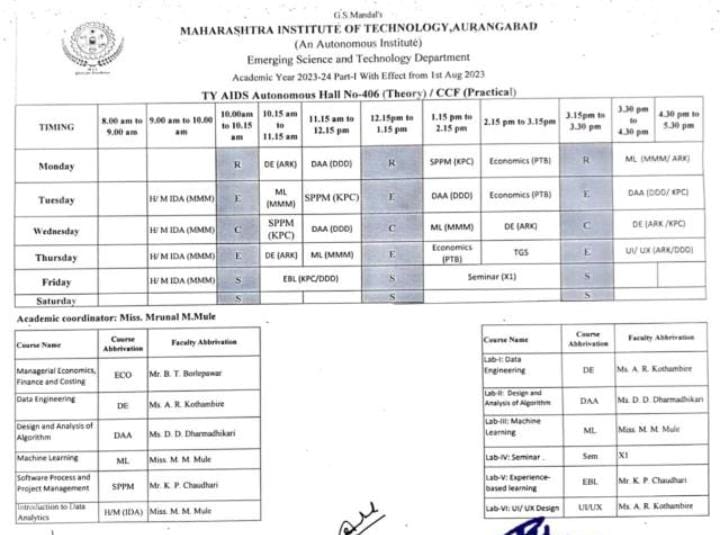 G.S.Mandal's
MAHARASHTRA INSTITUTE OF TECHNOLOGY,AURANGABAD
(An Autonomous Institute)
Emerging Science and Technology Department
Academic Year 2023-24 Part-I With Effect from 1st Aug 2023
TY AIDS Autonomous Hall No-406 (Theory) / CCF (Practical)
TIMING 8.00 am to 9.00 am 9.00 am to 10.00 am 10.00am to 10.15 am 10.15 am to 11.15 am 11.15 am to 12.15 pm 12.15pm to 1.15 pm 1.15 pm to 2.15 pm 2.15 pm to 3.15pm 3.15pm to 3.30 pm 3.30 pm to 4.30 pm 4.30 pm to 5.30 pm
Monday R DE (ARK) DAA (DDD) R SPPM (KPC) Economics (PTB) R ML (MMM/ ARK)
Tuesday H/M IDA (MMM) E ML (MMM) SPPM (KPC) E DAA (DDD) Economics (PTB) E DAA (DDD/ KPC)
Wednesday H/M IDA (MMM) C SPPM (KPC) DAA (DDD) C ML (MMM) DE (ARK) C DE (ARK /KPC)
Thursday H/M IDA (MMM) E DE (ARK) ML (MMM) E Economics (PTB) TGS E UI/ UX (ARK/DDD)
Friday H/M IDA (MMM) S EBL (KPC/DDD) S Seminar (X1) S
Saturday S S S
Academic coordinator: Miss. Mrunal M.Mule
Course Name Course Abbrivation Faculty Abbrivation
Managerial Economics, Finance and Costing ECO Mr. B. T. Borlepawar
Data Engineering DE Ms. A. R. Kothambire
Design and Analysis of Algorithm DAA Ms. D. D. Dharmadhikari
Machine Learning ML Miss. M. M. Mule
Software Process and Project Management SPPM Mr. K. P. Chaudhari
Introduction to Data Analytics H/M (IDA) Miss. M. M. Mule
Course Name Course Abbrivation Faculty Abbrivation
Lab-I: Data Engineering DE Ms. A. R. Kothambire
Lab-II: Design and Analysis of Algorithm DAA Ms. D. D. Dharmadhikari
Lab-III: Machine Learning ML Miss. M. M. Mule
Lab-IV: Seminar . Sem X1
Lab-V: Experience-based learning EBL Mr. K. P. Chaudhari
Lab-VI: UI/ UX Design UI/UX Ms. A. R. Kothambire